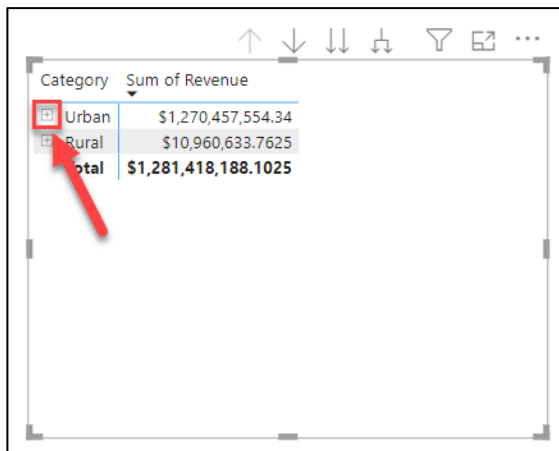 Category Sum of Revenue
Urban $1,270,457,554.34
Rural $10,960,633.7625
Total $1,281,418,188.1025